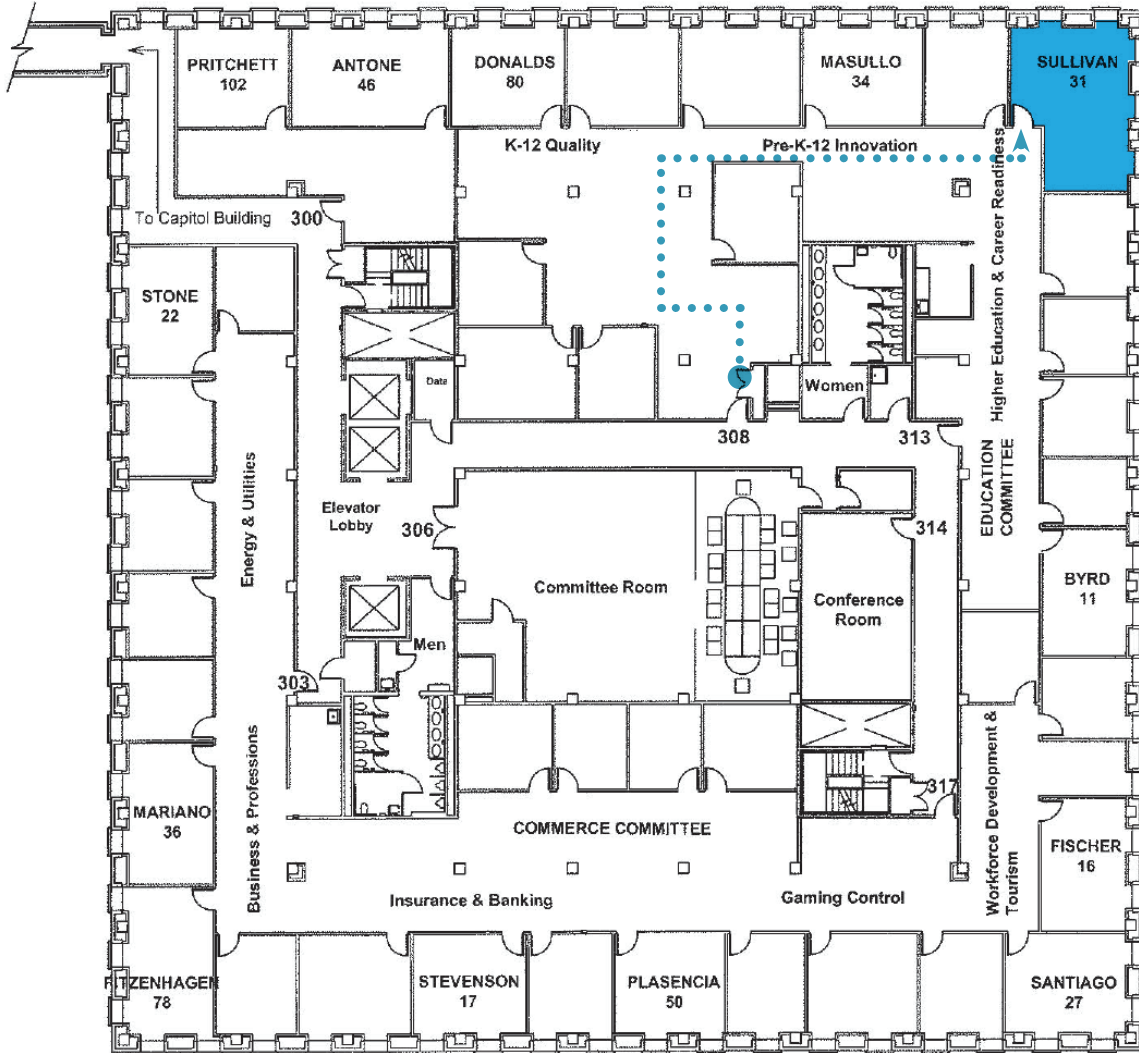 PRITCHETT
102
ANTONE
46
DONALDS
80
MASULLO
34
SULLIVAN
31
K-12 Quality
Pre-K-12 Innovation
Higher Education & Career Readiness
To Capitol Building
300
STONE
22
Data
Women
308
313
EDUCATION
COMMITTEE
Energy & Utilities
Elevator
Lobby
306
314
Committee Room
Conference
Room
BYRD
11
Men
303
Business & Professions
MARIANO
36
317
COMMERCE COMMITTEE
Workforce Development &
Tourism
FISCHER
16
Insurance & Banking
Gaming Control
RITZENHAGEN
78
STEVENSON
17
PLASENCIA
50
SANTIAGO
27